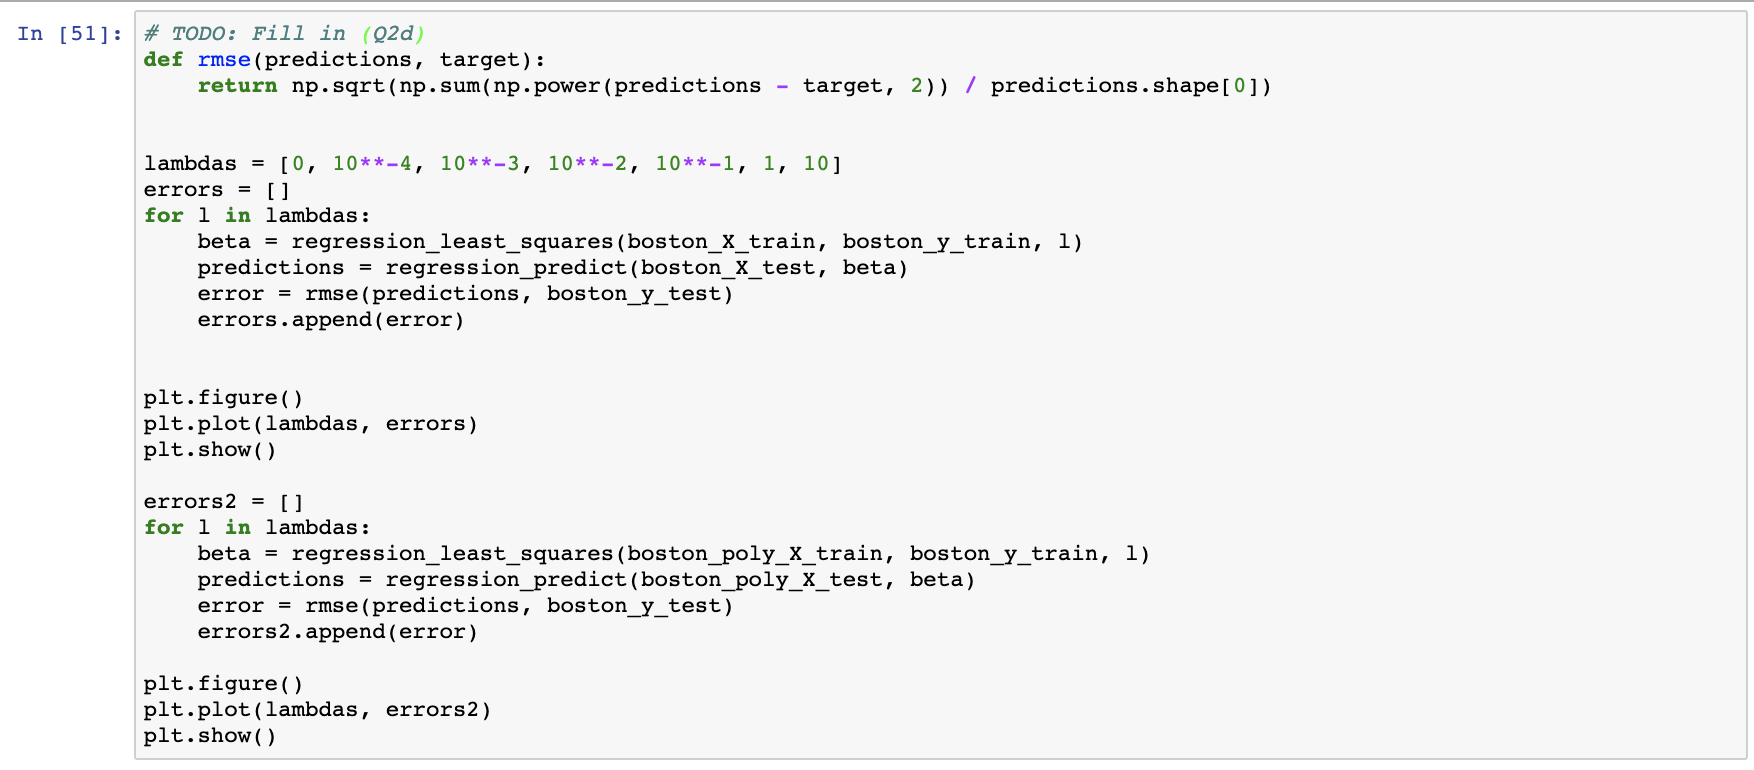 In [51]: # TODO: Fill in (Q2d)
def rmse(predictions, target):
    return np.sqrt(np.sum(np.power(predictions - target, 2)) / predictions.shape[0])


lambdas = [0, 10**-4, 10**-3, 10**-2, 10**-1, 1, 10]
errors = []
for l in lambdas:
    beta = regression_least_squares(boston_X_train, boston_y_train, l)
    predictions = regression_predict(boston_X_test, beta)
    error = rmse(predictions, boston_y_test)
    errors.append(error)


plt.figure()
plt.plot(lambdas, errors)
plt.show()

errors2 = []
for l in lambdas:
    beta = regression_least_squares(boston_poly_X_train, boston_y_train, l)
    predictions = regression_predict(boston_poly_X_test, beta)
    error = rmse(predictions, boston_y_test)
    errors2.append(error)

plt.figure()
plt.plot(lambdas, errors2)
plt.show()